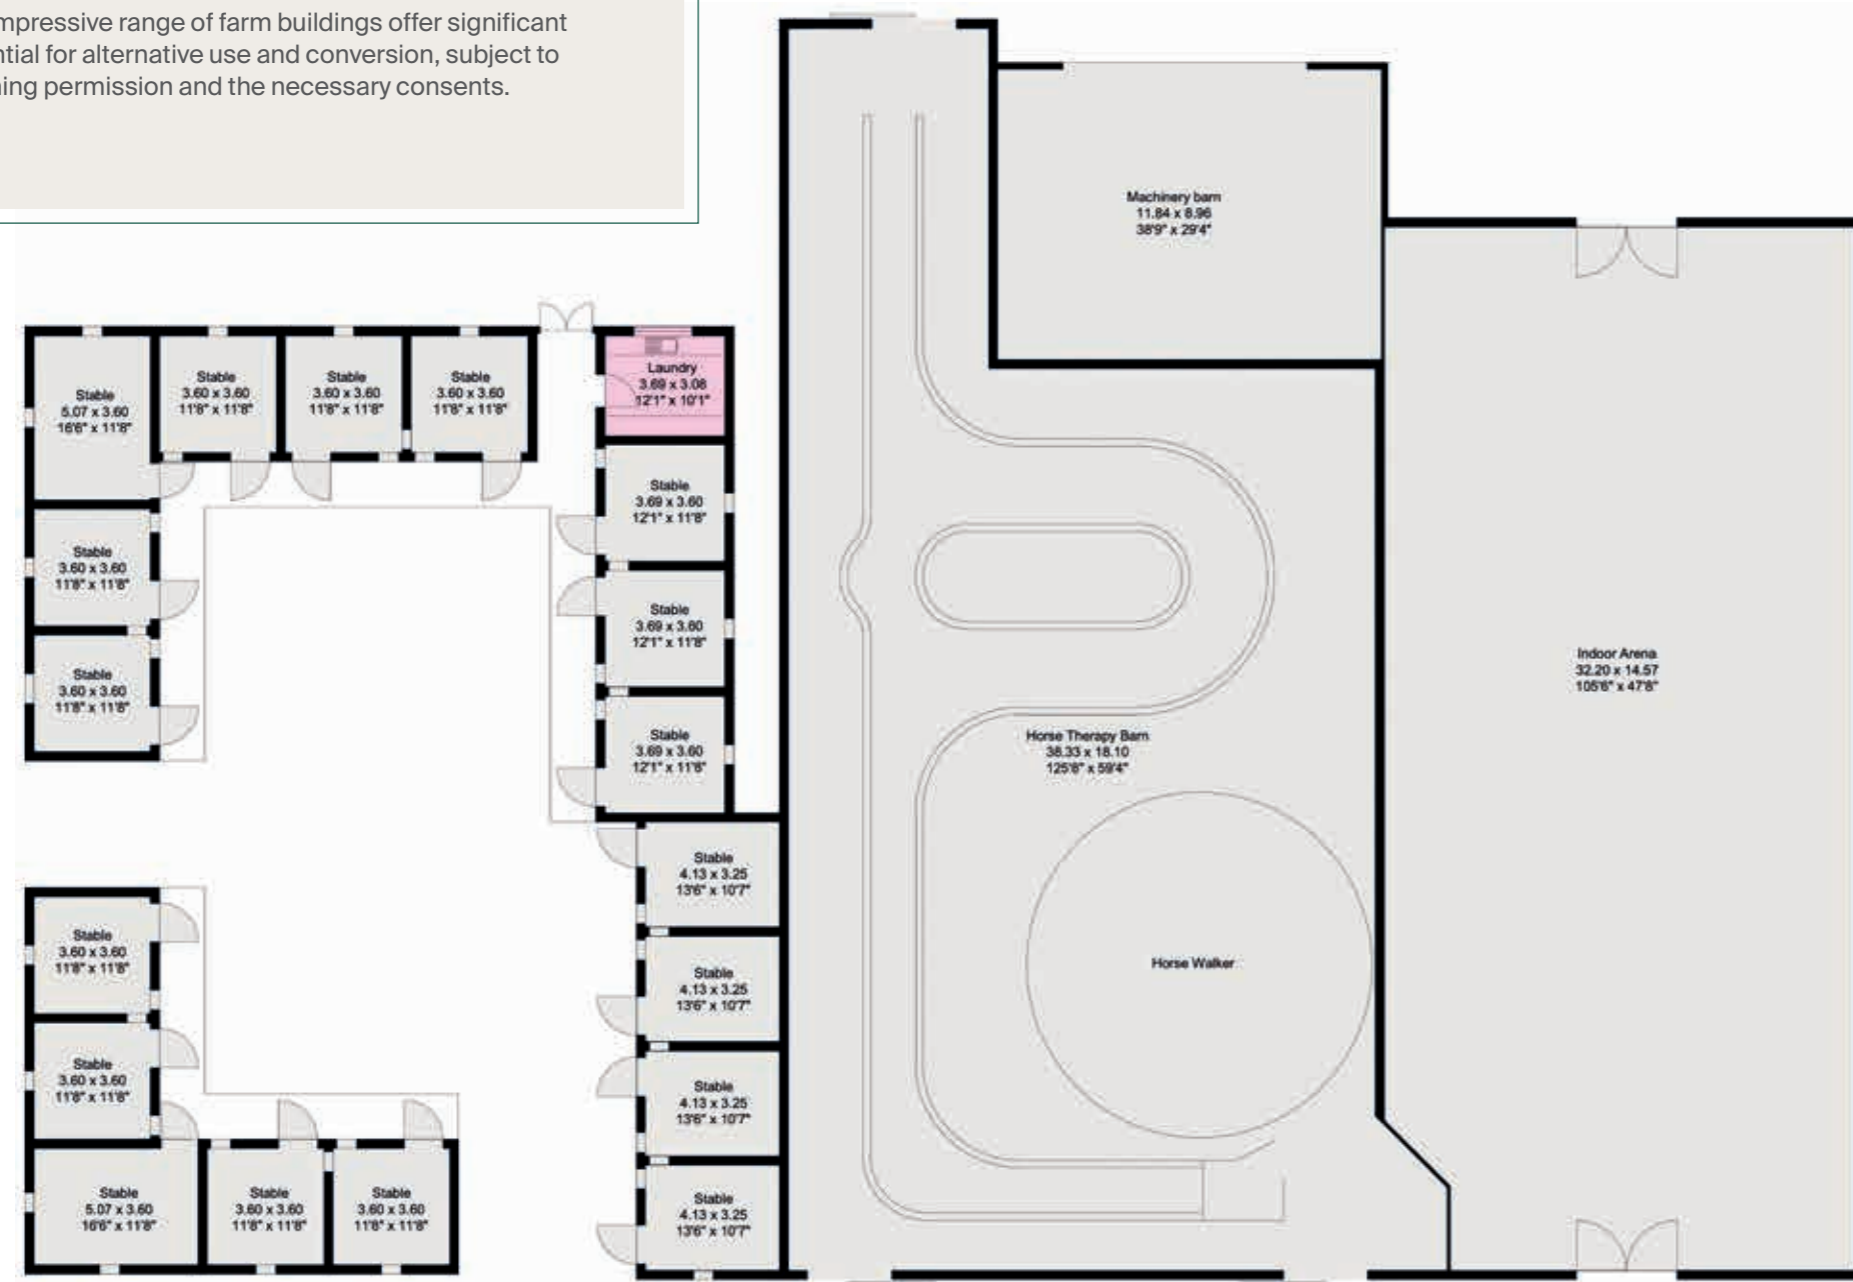 mpressive range of farm buildings offer significant
ntial for alternative use and conversion, subject to
ning permission and the necessary consents.
Machinery barn
11.84 x 8.96
38'9" x 29'4"
Stable
5.07 x 3.60
16'6" x 11'8"
Stable
3.60 x 3.60
11'8" x 11'8"
Stable
3.60 x 3.60
11'8" x 11'8"
Stable
3.60 x 3.60
11'8" x 11'8"
Laundry
3.69 x 3.08
12'1" x 10'1"
Stable
3.69 x 3.60
12'1" x 11'8"
Stable
3.60 x 3.60
11'8" x 11'8"
Stable
3.69 x 3.60
12'1" x 11'8"
Stable
3.60 x 3.60
11'8" x 11'8"
Stable
3.69 x 3.60
12'1" x 11'8"
Indoor Arena
32.20 x 14.57
105'6" x 47'8"
Horse Therapy Barn
38.33 x 18.10
125'8" x 59'4"
Stable
4.13 x 3.25
13'6" x 10'7"
Stable
3.60 x 3.60
11'8" x 11'8"
Stable
4.13 x 3.25
13'6" x 10'7"
Horse Walker
Stable
3.60 x 3.60
11'8" x 11'8"
Stable
4.13 x 3.25
13'6" x 10'7"
Stable
5.07 x 3.60
16'6" x 11'8"
Stable
3.60 x 3.60
11'8" x 11'8"
Stable
3.60 x 3.60
11'8" x 11'8"
Stable
4.13 x 3.25
13'6" x 10'7"